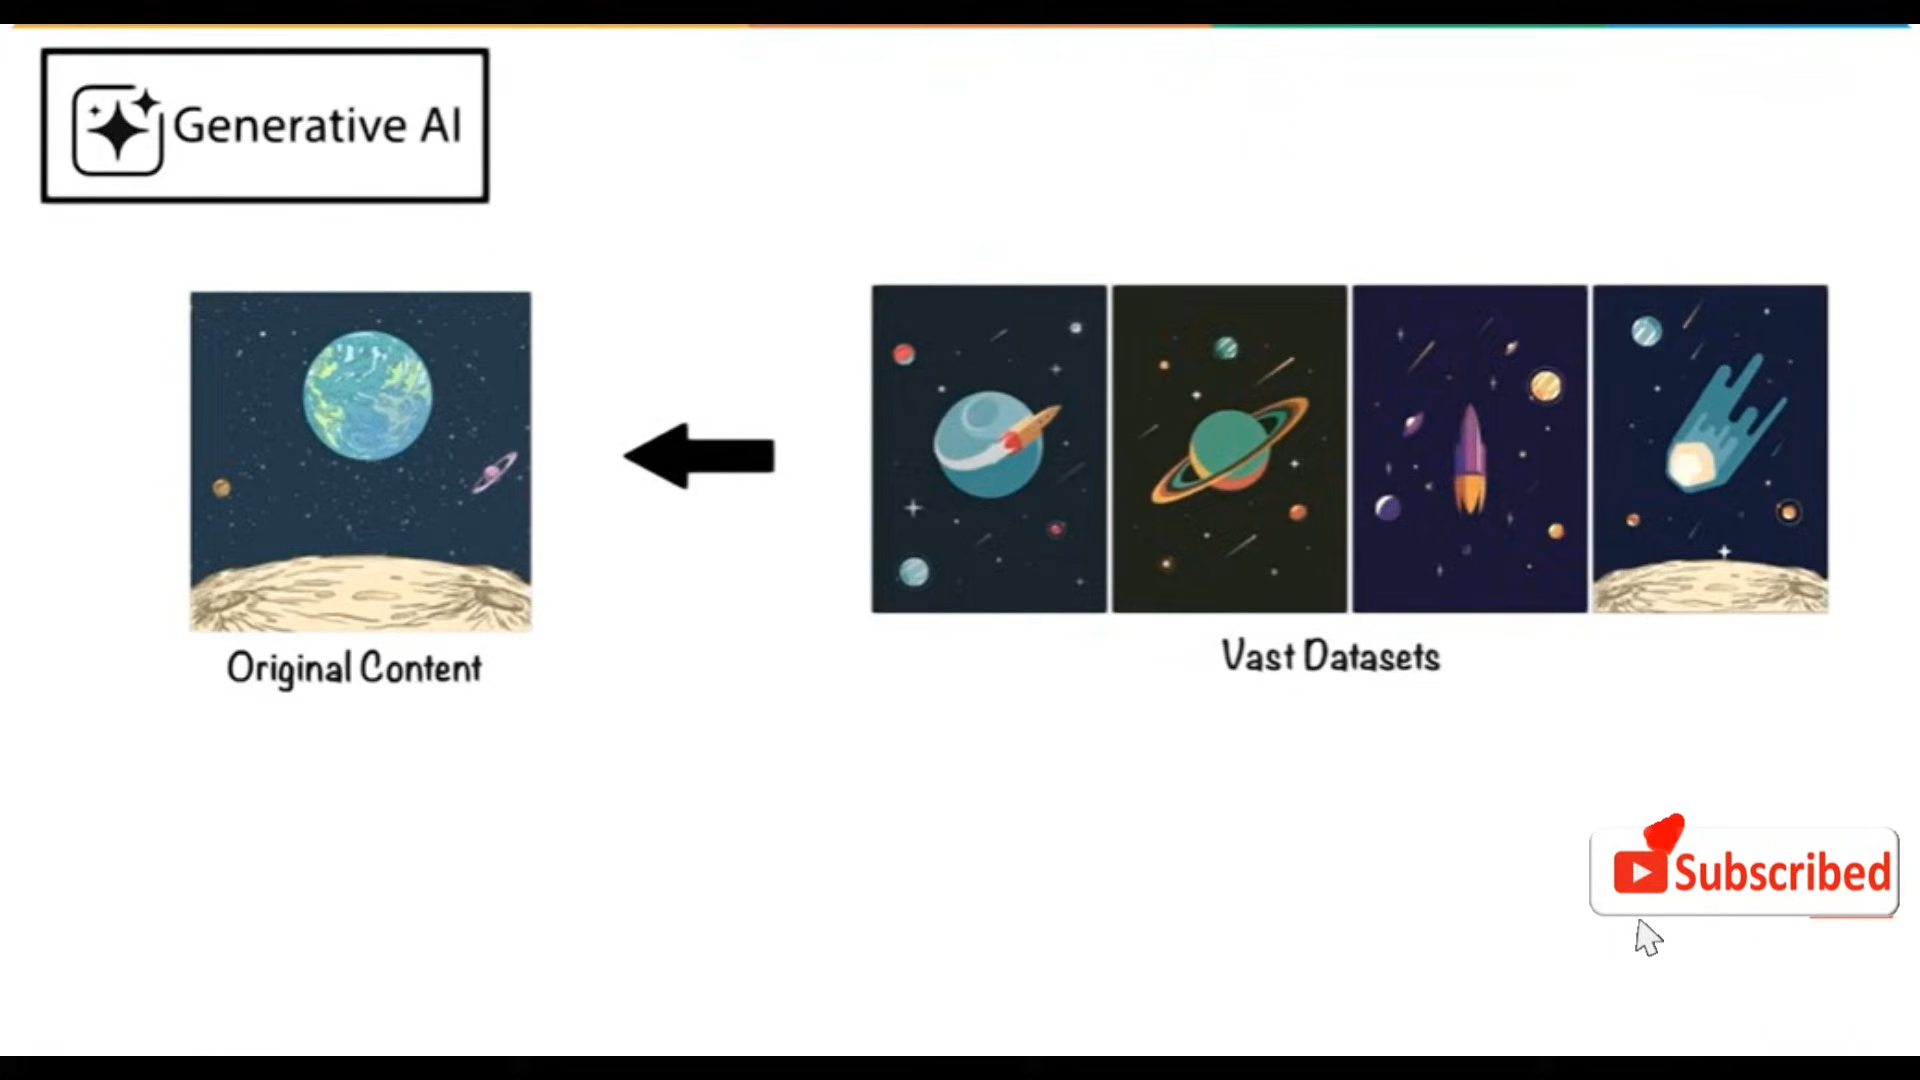 Generative AI
Original Content
Vast Datasets
Subscribed